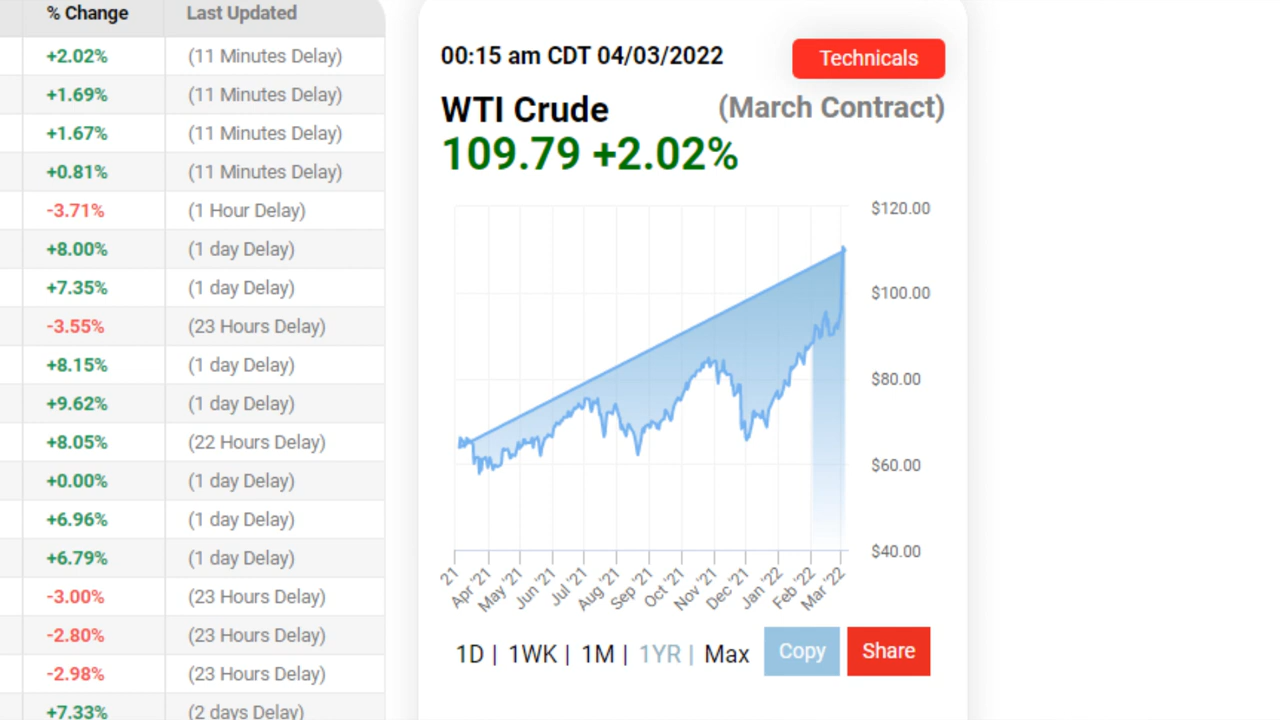 % Change Last Updated
+2.02% (11 Minutes Delay)
+1.69% (11 Minutes Delay)
+1.67% (11 Minutes Delay)
+0.81% (11 Minutes Delay)
-3.71% (1 Hour Delay)
+8.00% (1 day Delay)
+7.35% (1 day Delay)
-3.55% (23 Hours Delay)
+8.15% (1 day Delay)
+9.62% (1 day Delay)
+8.05% (22 Hours Delay)
+0.00% (1 day Delay)
+6.96% (1 day Delay)
+6.79% (1 day Delay)
-3.00% (23 Hours Delay)
-2.80% (23 Hours Delay)
-2.98% (23 Hours Delay)
+7.33% (2 days Delay)
00:15 am CDT 04/03/2022
Technicals
WTI Crude (March Contract)
109.79 +2.02%
$120.00
$100.00
$80.00
$60.00
$40.00
21 Apr '21 May '21 Jun '21 Jul '21 Aug '21 Sep '21 Oct '21 Nov '21 Dec '21 Jan '22 Feb '22 Mar '22
1D | 1WK | 1M | 1YR | Max Copy Share